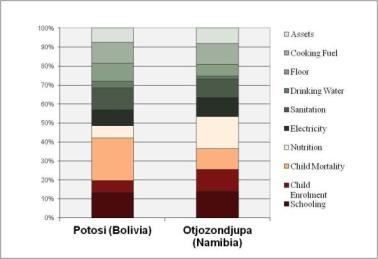 100%
90%
80%
70%
60%
50%
40%
30%
20%
10%
0%
Potosi (Bolivia)
Otjozondjupa
(Namibia)
Assets
Cooking Fuel
Floor
Drinking Water
Sanitation
Electricity
Nutrition
Child Mortality
Child
Enrolment
Schooling